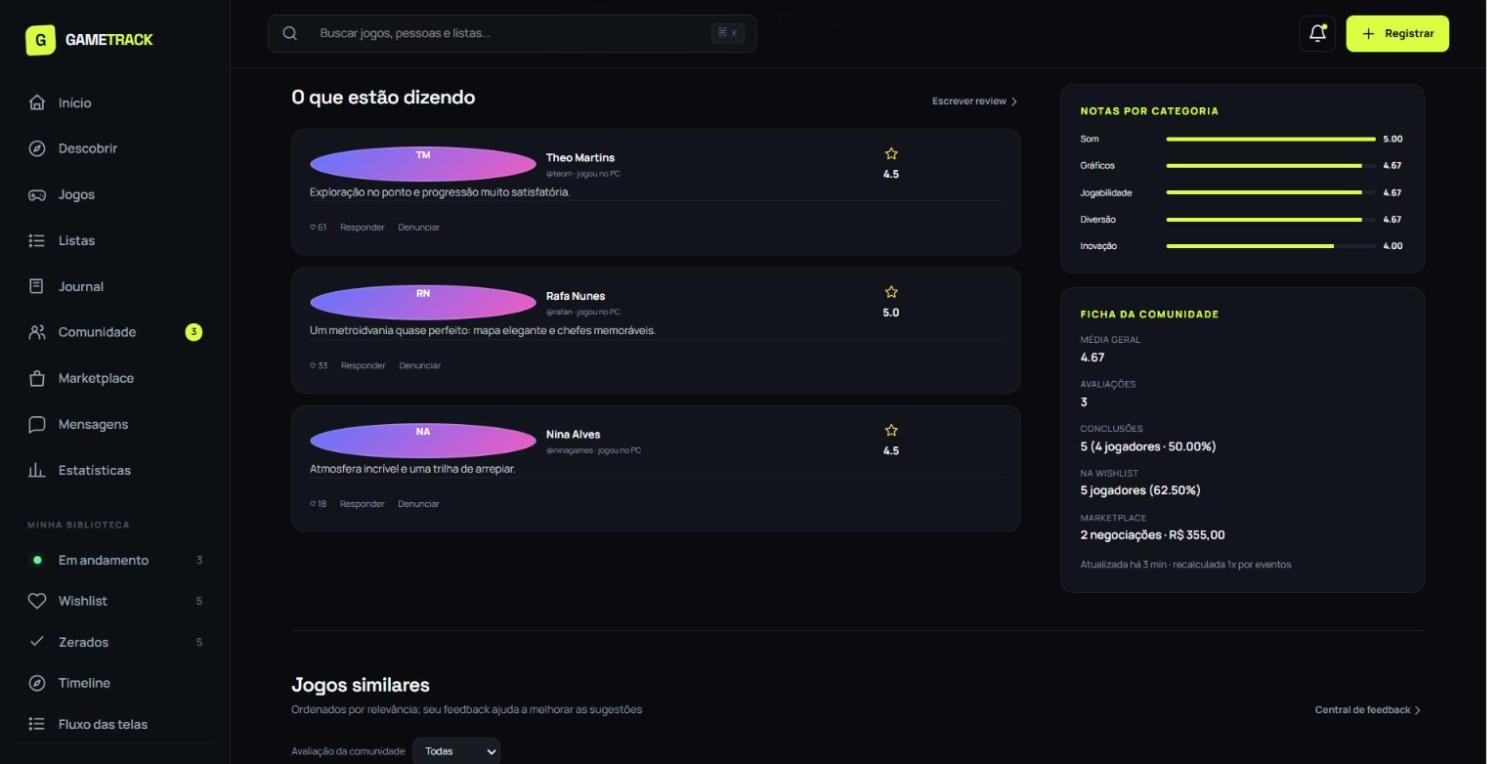 G GAMETRACK
Início
Descobrir
Jogos
Listas
Journal
Comunidade 3
Marketplace
Mensagens
Estatísticas
MINHA BIBLIOTECA
Em andamento 3
Wishlist 5
Zerados 5
Timeline
Fluxo das telas
Buscar jogos, pessoas e listas... ⌘ K
+ Registrar
O que estão dizendo
Escrever review
TM
Theo Martins
@teom · jogou no PC
4.5
Exploração no ponto e progressão muito satisfatória.
♡ 61 Responder Denunciar
RN
Rafa Nunes
@rafan · jogou no PC
5.0
Um metroidvania quase perfeito: mapa elegante e chefes memoráveis.
♡ 33 Responder Denunciar
NA
Nina Alves
@ninagames · jogou no PC
4.5
Atmosfera incrível e uma trilha de arrepiar.
♡ 18 Responder Denunciar
NOTAS POR CATEGORIA
Som 5.00
Gráficos 4.67
Jogabilidade 4.67
Diversão 4.67
Inovação 4.00
FICHA DA COMUNIDADE
MÉDIA GERAL
4.67
AVALIAÇÕES
3
CONCLUSÕES
5 (4 jogadores · 50.00%)
NA WISHLIST
5 jogadores (62.50%)
MARKETPLACE
2 negociações · R$ 355,00
Atualizada há 3 min · recalculada 1x por eventos
Jogos similares
Ordenados por relevância; seu feedback ajuda a melhorar as sugestões
Central de feedback
Avaliação da comunidade Todas